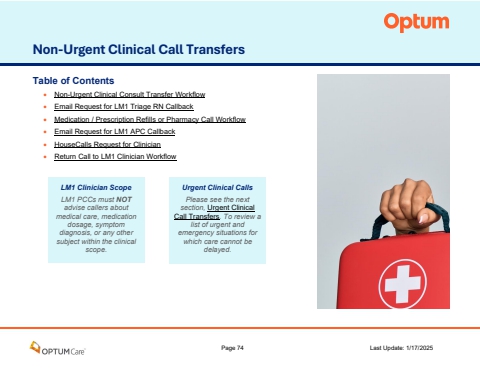 Optum
Non-Urgent Clinical Call Transfers
Table of Contents
• Non-Urgent Clinical Consult Transfer Workflow
• Email Request for LM1 Triage RN Callback
• Medication / Prescription Refills or Pharmacy Call Workflow
• Email Request for LM1 APC Callback
• HouseCalls Request for Clinician
• Return Call to LM1 Clinician Workflow
LM1 Clinician Scope
LM1 PCCs must NOT
advise callers about
medical care, medication
dosage, symptom
diagnosis, or any other
subject within the clinical
scope.
Urgent Clinical Calls
Please see the next
section, Urgent Clinical
Call Transfers. To review a
list of urgent and
emergency situations for
which care cannot be
delayed.
OPTUMCare
Page 74
Last Update: 1/17/2025